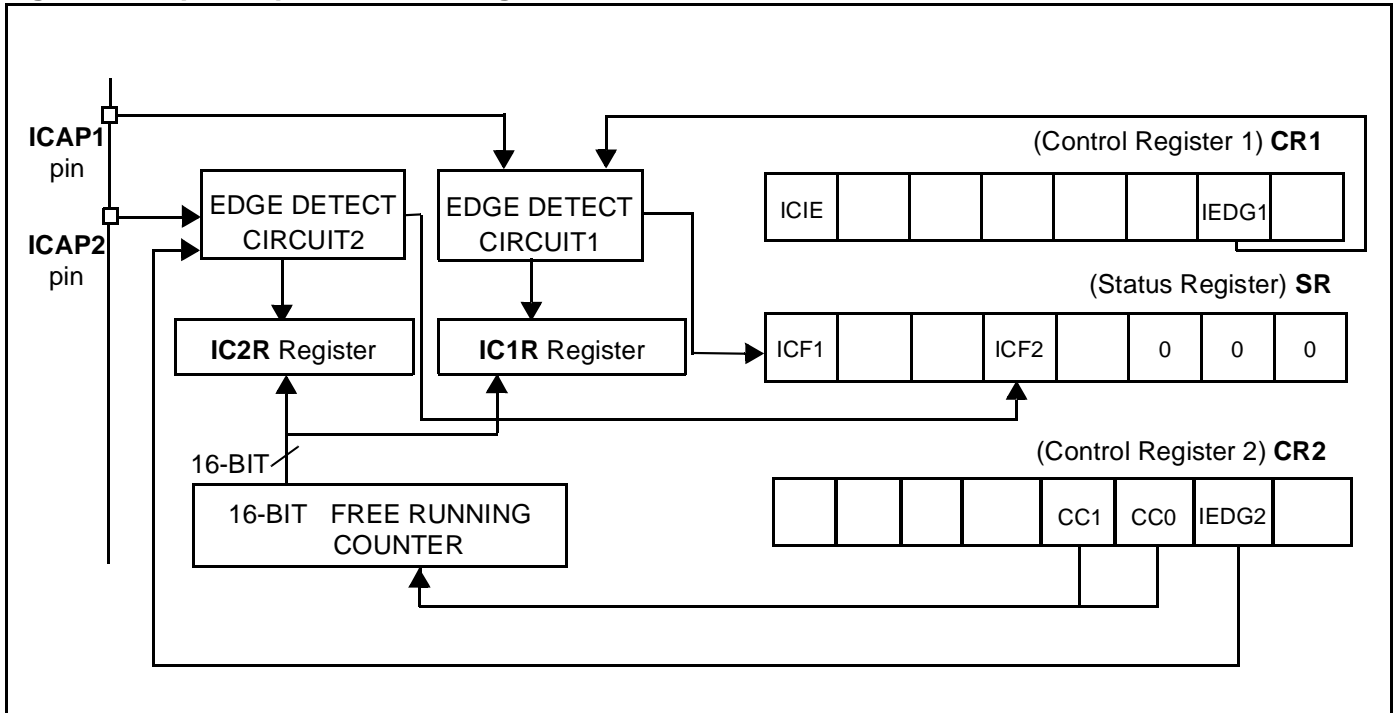 ICAP1
pin
ICAP2
pin
EDGE DETECT
CIRCUIT2
EDGE DETECT
CIRCUIT1
IC2R Register
IC1R Register
16-BIT
16-BIT FREE RUNNING
COUNTER
(Control Register 1) CR1
ICIE IEDG1
(Status Register) SR
ICF1 ICF2 0 0 0
(Control Register 2) CR2
CC1 CC0 IEDG2